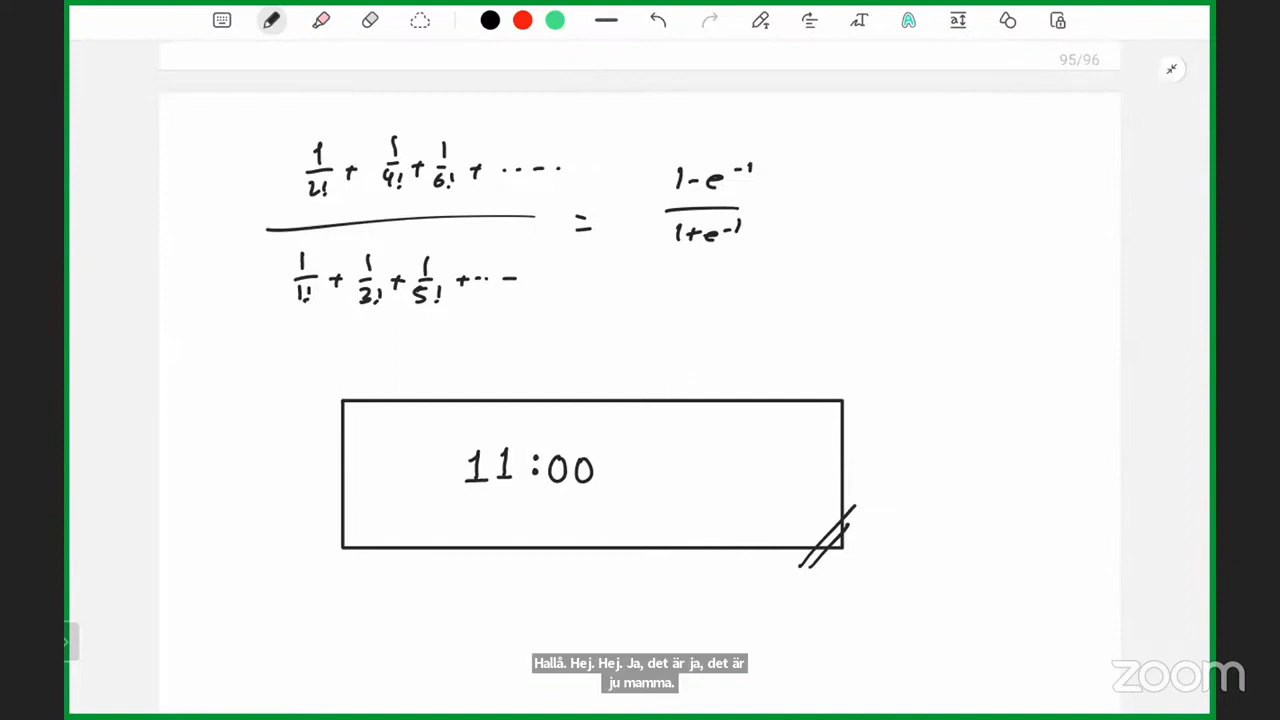 95/96
1/2! + 1/4! + 1/6! + ..... = 1-e^-1
1/1! + 1/3! + 1/5! + ... 1+e^-1
11:00
Hallå. Hej. Hej. Ja, det är ja, det är
ju mamma.
zoom